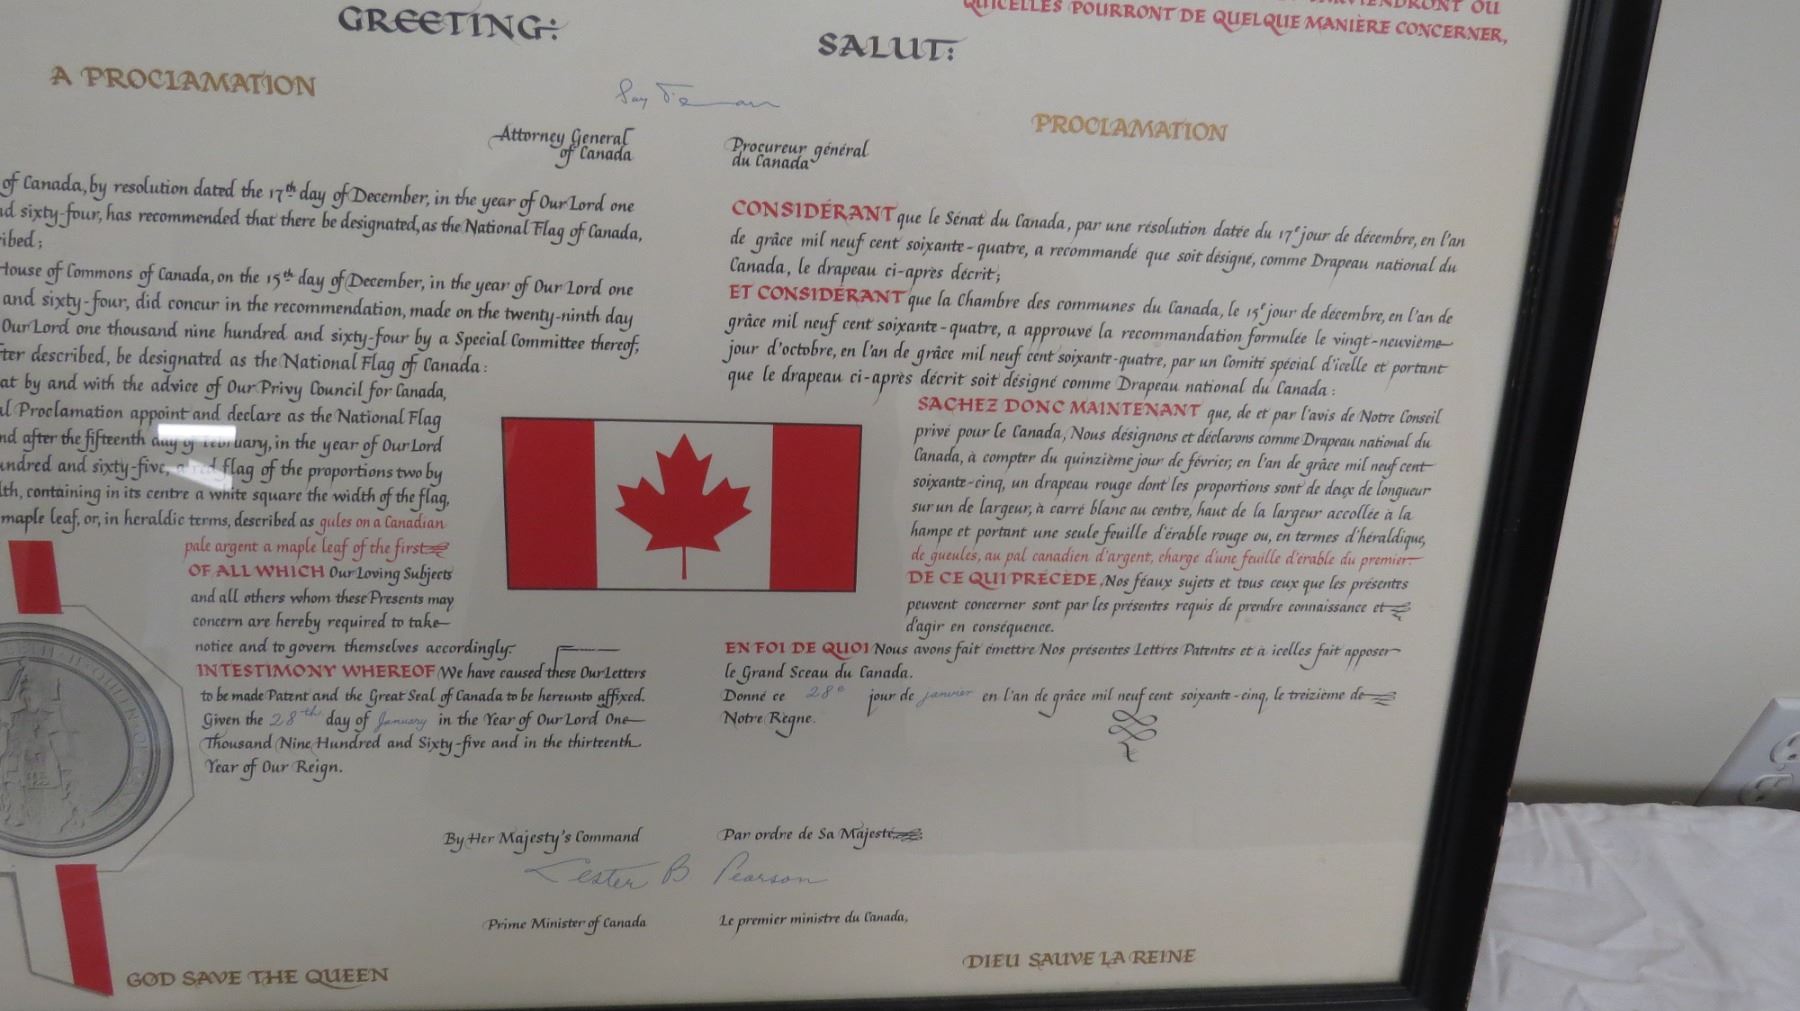 GREETING:
A PROCLAMATION
Attorney General
of Canada
of Canada, by resolution dated the 17th day of December, in the year of Our Lord one
sixty-four, has recommended that there be designated, as the National Flag of Canada,
House of Commons of Canada, on the 15th day of December, in the year of Our Lord one
and sixty-four, did concur in the recommendation, made on the twenty-ninth day
Our Lord one thousand nine hundred and sixty-four by a Special Committee thereof,
described, be designated as the National Flag of Canada:
at by and with the advice of Our Privy Council for Canada,
Proclamation appoint and declare as the National Flag
after the fifteenth day of February, in the year of Our Lord
and sixty-five, a red flag of the proportions two by
containing in its centre a white square the width of the flag,
maple leaf, or, in heraldic terms, described as gules on a Canadian
pale argent a maple leaf of the first
OF ALL WHICH Our Loving Subjects
and all others whom these Presents may
concern are hereby required to take
notice and to govern themselves accordingly.
IN TESTIMONY WHEREOF We have caused these Our Letters
to be made Patent and the Great Seal of Canada to be hereunto affixed.
Given the 28th day of January in the Year of Our Lord One
Thousand Nine Hundred and Sixty-five and in the thirteenth
Year of Our Reign.
By Her Majesty's Command
Lester B Pearson
Prime Minister of Canada
GOD SAVE THE QUEEN
OU
QU'ICELLES POURRONT DE QUELQUE MANIÈRE CONCERNER,
SALUT:
PROCLAMATION
Procureur général
du Canada
CONSIDÉRANT que le Sénat du Canada, par une résolution datée du 17e jour de décembre, en l'an
de grâce mil neuf cent soixante-quatre, a recommandé que soit désigné, comme Drapeau national du
Canada, le drapeau ci-après décrit;
ET CONSIDÉRANT que la Chambre des communes du Canada, le 15e jour de décembre, en l'an de
grâce mil neuf cent soixante-quatre, a approuvé la recommandation formulée le vingt-neuvième
jour d'octobre, en l'an de grâce mil neuf cent soixante-quatre, par un Comité spécial d'icelle et portant
que le drapeau ci-après décrit soit désigné comme Drapeau national du Canada:
SACHEZ DONC MAINTENANT que, de et par l'avis de Notre Conseil
privé pour le Canada, Nous désignons et déclarons comme Drapeau national du
Canada, à compter du quinzième jour de février, en l'an de grâce mil neuf cent
soixante-cinq, un drapeau rouge dont les proportions sont de deux de longueur
sur un de largeur, à carré blanc au centre, haut de la largeur accollée à la
hampe et portant une seule feuille d'érable rouge ou, en termes d'héraldique,
de gueules, au pal canadien d'argent, chargé d'une feuille d'érable du premier.
DE CE QUI PRÉCÈDE, Nos féaux sujets et tous ceux que les présentes
peuvent concerner sont par les présentes requis de prendre connaissance et
d'agir en conséquence.
EN FOI DE QUOI Nous avons fait émettre Nos présentes Lettres Patentes et à icelles fait apposer
le Grand Sceau du Canada.
Donné ce 28e jour de janvier en l'an de grâce mil neuf cent soixante-cinq, le treizième de
Notre Règne.
Par ordre de Sa Majesté
Le premier ministre du Canada,
DIEU SAUVE LA REINE